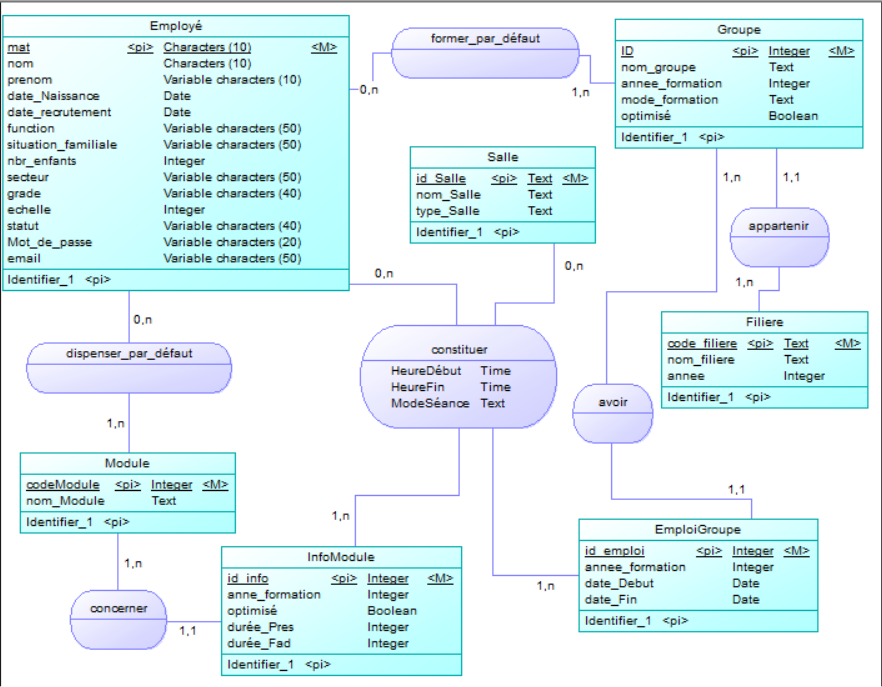 Employé
mat <pi> Characters (10) <M>
nom Characters (10)
prenom Variable characters (10)
date_Naissance Date
date_recrutement Date
function Variable characters (50)
situation_familiale Variable characters (50)
nbr_enfants Integer
secteur Variable characters (50)
grade Variable characters (40)
echelle Integer
statut Variable characters (40)
Mot_de_passe Variable characters (20)
email Variable characters (50)
Identifier_1 <pi>
0,n
former_par_défaut
1,n
Groupe
ID <pi> Integer <M>
nom_groupe Text
annee_formation Integer
mode_formation Text
optimisé Boolean
Identifier_1 <pi>
Salle
id_Salle <pi> Text <M>
nom_Salle Text
type_Salle Text
Identifier_1 <pi>
1,n
1,1
appartenir
1,n
Filiere
code_filiere <pi> Text <M>
nom_filiere Text
annee Integer
Identifier_1 <pi>
0,n
0,n
0,n
dispenser_par_défaut
1,n
constituer
HeureDébut Time
HeureFin Time
ModeSéance Text
avoir
1,1
Module
codeModule <pi> Integer <M>
nom_Module Text
Identifier_1 <pi>
1,n
concerner
1,1
1,n
InfoModule
id_info <pi> Integer <M>
anne_formation Integer
optimisé Boolean
durée_Pres Integer
durée_Fad Integer
Identifier_1 <pi>
1,n
EmploiGroupe
id_emploi <pi> Integer <M>
annee_formation Integer
date_Debut Date
date_Fin Date
Identifier_1 <pi>